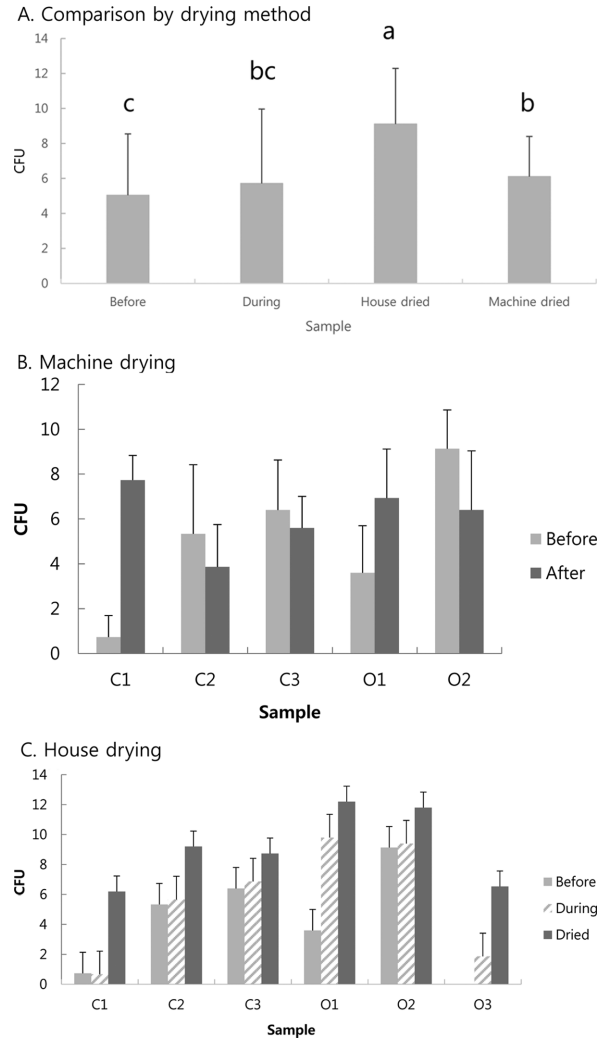 A. Comparison by drying method
14
12
10
8
6
4
2
0
CFU
c
bc
a
b
Before During House dried Machine dried
Sample
B. Machine drying
12
10
8
6
4
2
0
CFU
Before
After
C1 C2 C3 O1 O2
Sample
C. House drying
14
12
10
8
6
4
2
0
CFU
Before
During
Dried
C1 C2 C3 O1 O2 O3
Sample